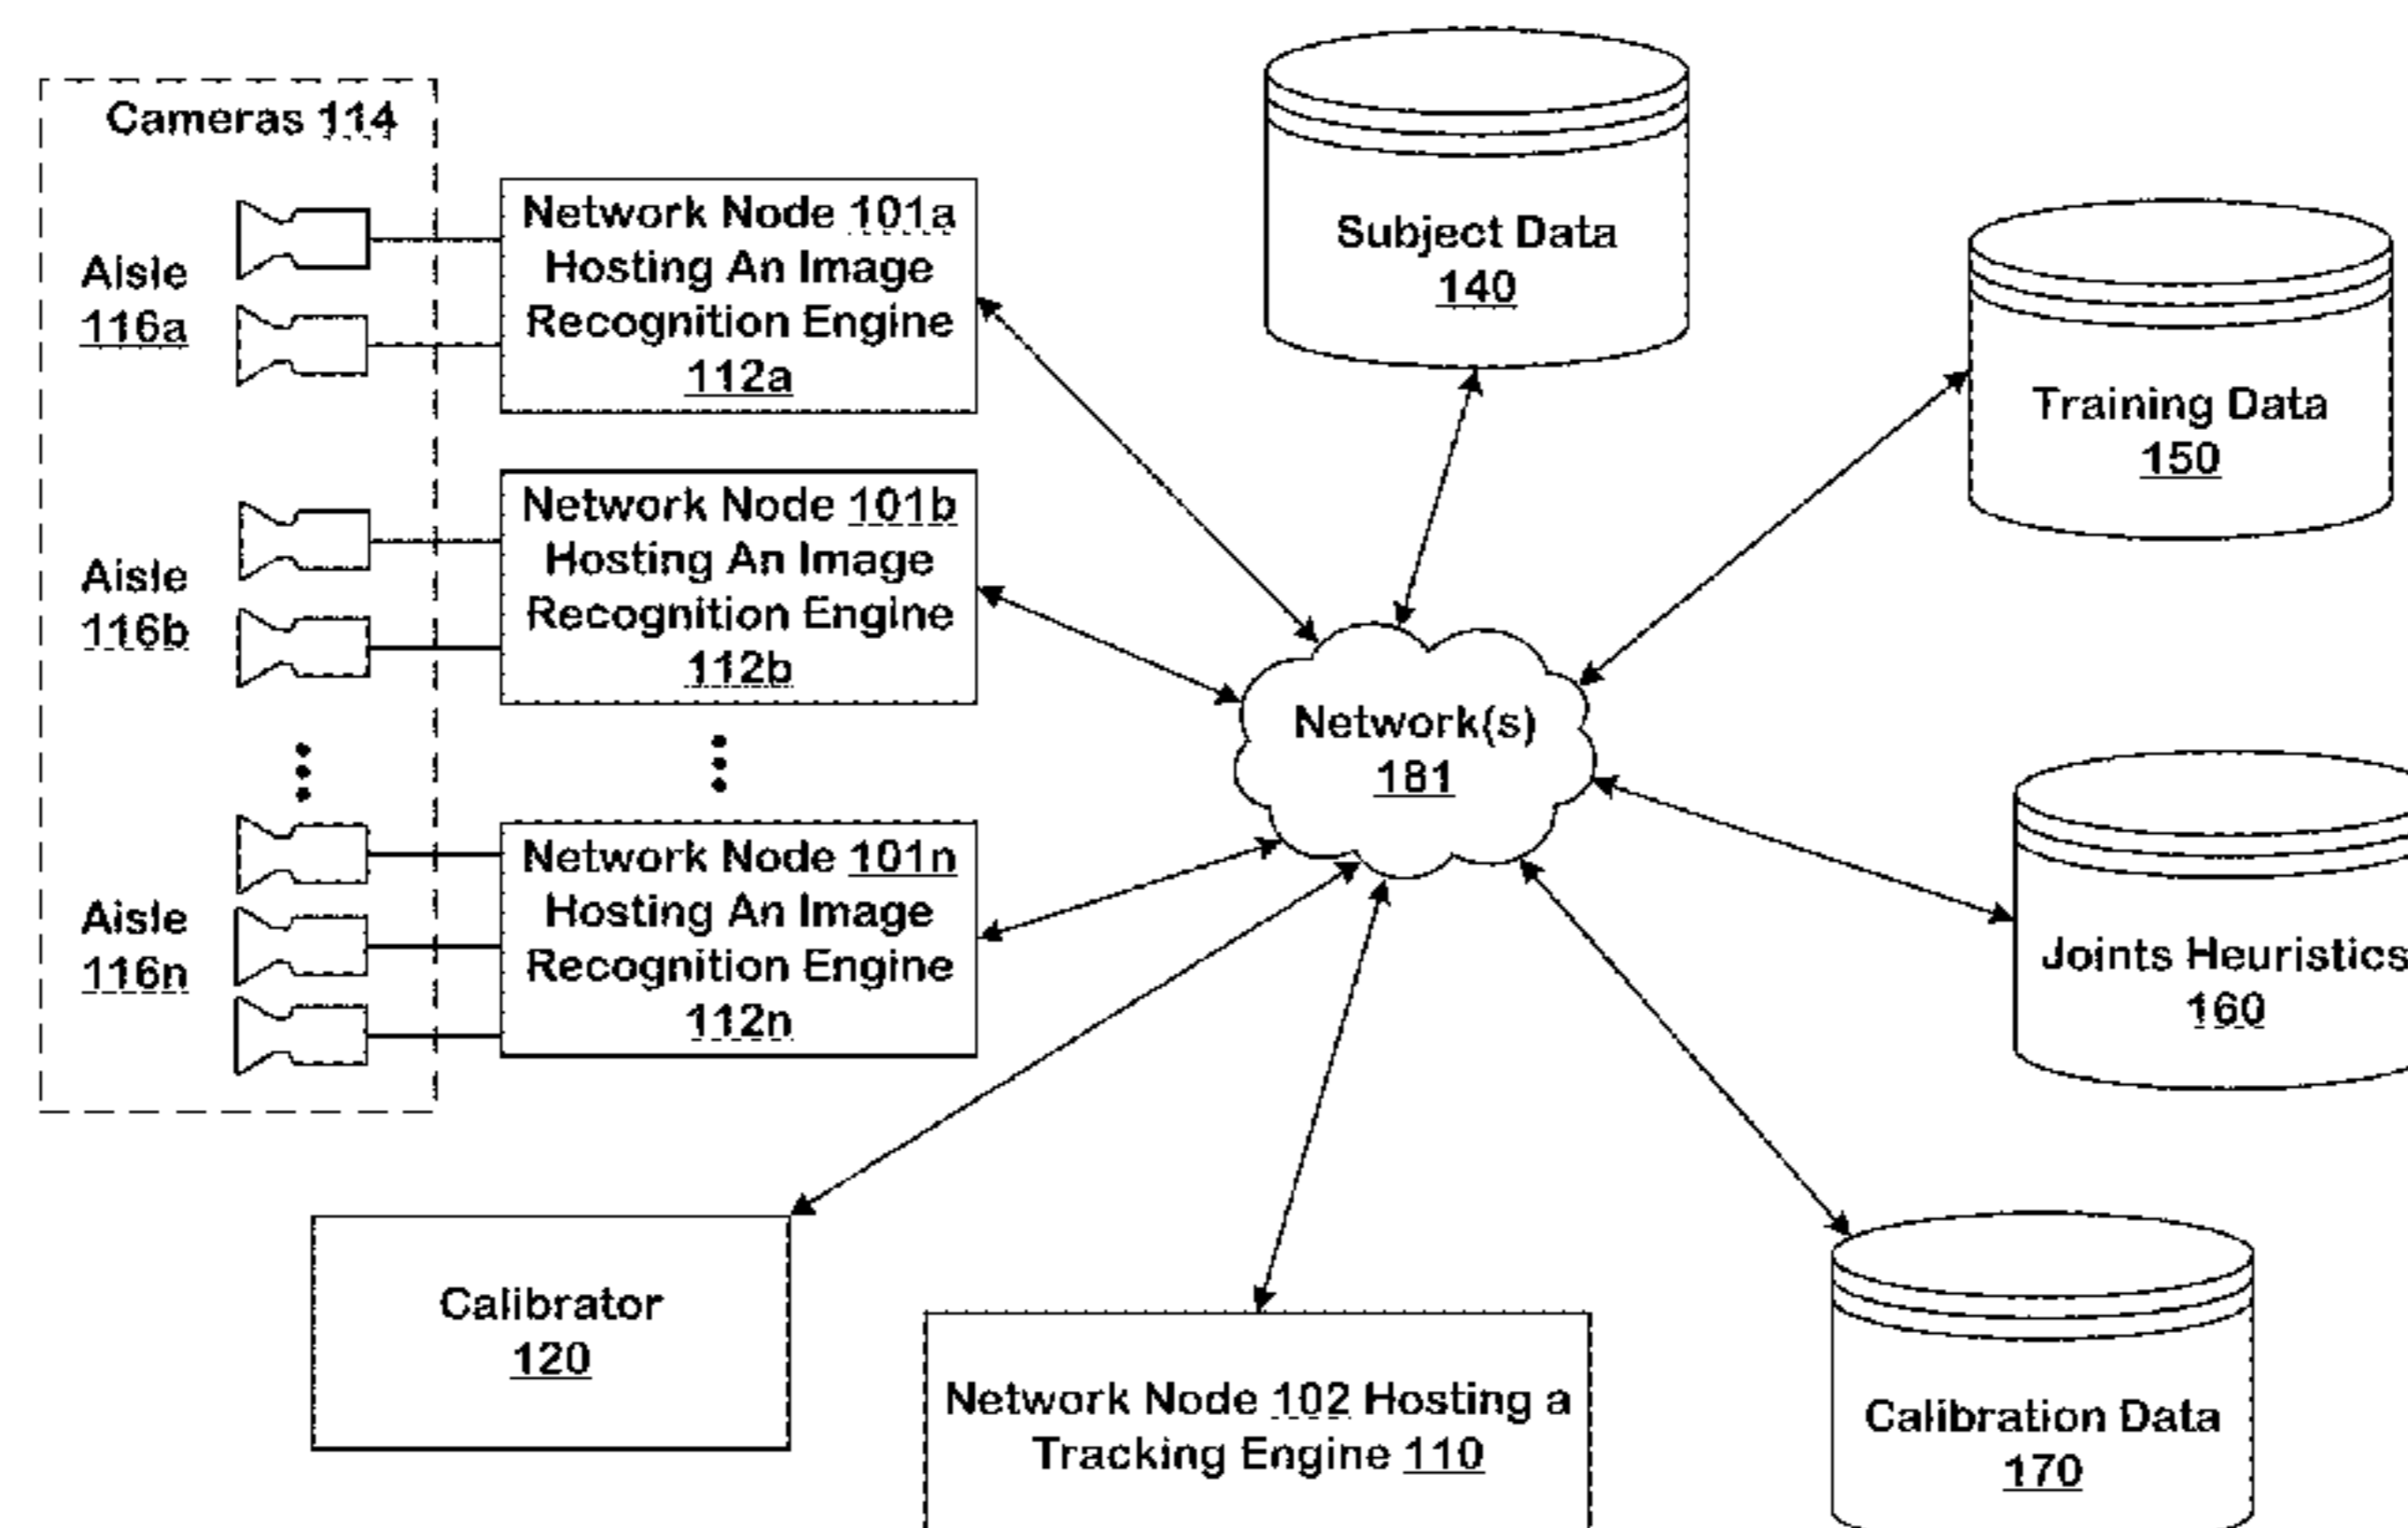 Cameras 114
Aisle
116a
Network Node 101a
Hosting An Image
Recognition Engine
112a
Aisle
116b
Network Node 101b
Hosting An Image
Recognition Engine
112b
Aisle
116n
Network Node 101n
Hosting An Image
Recognition Engine
112n
Subject Data
140
Training Data
150
Network(s)
181
Joints Heuristics
160
Calibrator
120
Network Node 102 Hosting a
Tracking Engine 110
Calibration Data
170